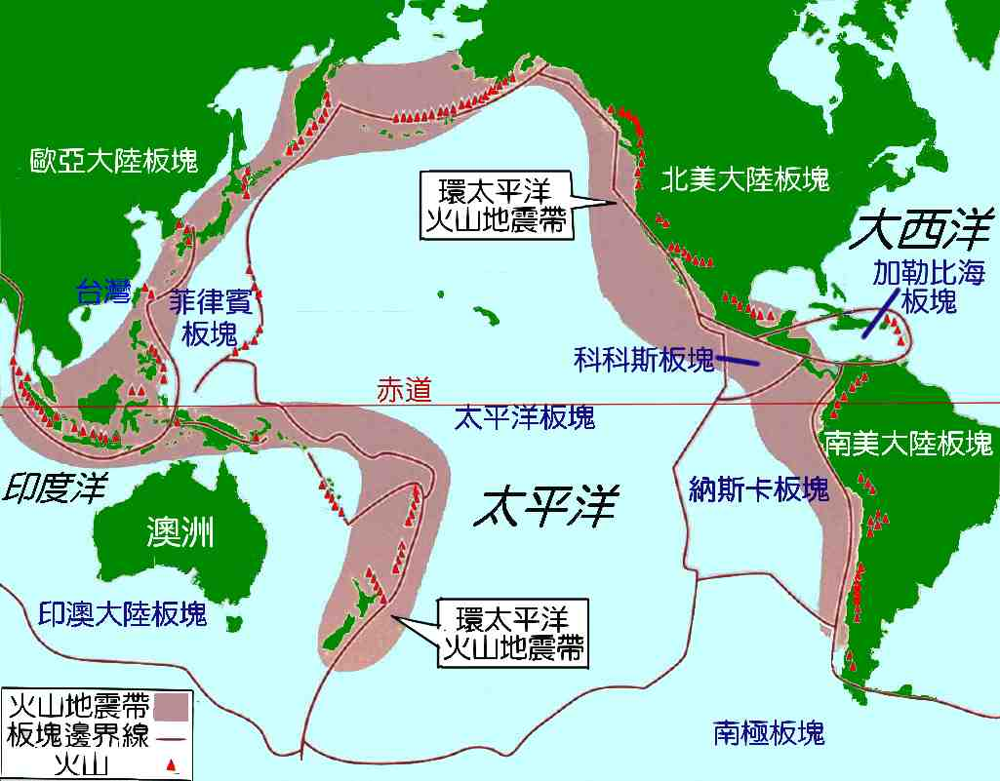 歐亞大陸板塊
環太平洋
火山地震帶
北美大陸板塊
大西洋
加勒比海
板塊
台灣
菲律賓
板塊
科科斯板塊
赤道
太平洋板塊
南美大陸板塊
印度洋
納斯卡板塊
太平洋
澳洲
印澳大陸板塊
環太平洋
火山地震帶
火山地震帶
板塊邊界線
火山
南極板塊